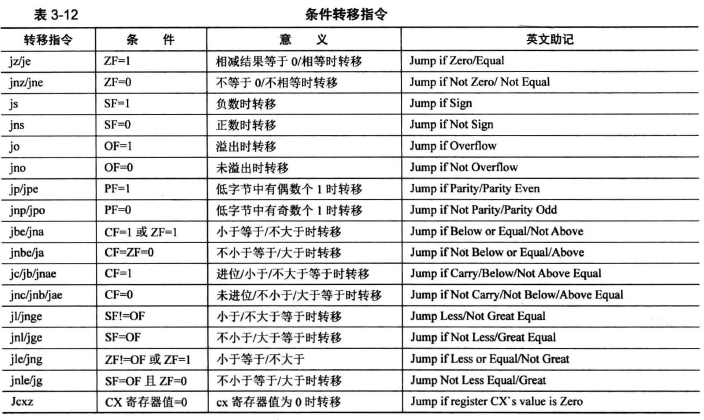 表 3-12 条件转移指令
转移指令 条 件 意 义 英文助记
jz/je ZF=1 相减结果等于 0/相等时转移 Jump if Zero/Equal
jnz/jne ZF=0 不等于 0/不相等时转移 Jump if Not Zero/ Not Equal
js SF=1 负数时转移 Jump if Sign
jns SF=0 正数时转移 Jump if Not Sign
jo OF=1 溢出时转移 Jump if Overflow
jno OF=0 未溢出时转移 Jump if Not Overflow
jp/jpe PF=1 低字节中有偶数个 1 时转移 Jump if Parity/Parity Even
jnp/jpo PF=0 低字节中有奇数个 1 时转移 Jump if Not Parity/Parity Odd
jbe/jna CF=1 或 ZF=1 小于等于/不大于时转移 Jump if Below or Equal/Not Above
jnbe/ja CF=ZF=0 不小于等于/大于时转移 Jump if Not Below or Equal/Above
jc/jb/jnae CF=1 进位/小于/不大于等于时转移 Jump if Carry/Below/Not Above Equal
jnc/jnb/jae CF=0 未进位/不小于/大于等于时转移 Jump if Not Carry/Not Below/Above Equal
jl/jnge SF!=OF 小于/不大于等于时转移 Jump Less/Not Great Equal
jnl/jge SF=OF 不小于/大于等于时转移 Jump if Not Less/Great Equal
jle/jng ZF!=OF 或 ZF=1 小于等于/不大于 Jump if Less or Equal/Not Great
jnle/jg SF=OF 且 ZF=0 不小于等于/大于时转移 Jump Not Less Equal/Great
Jcxz CX 寄存器值=0 cx 寄存器值为 0 时转移 Jump if register CX`s value is Zero